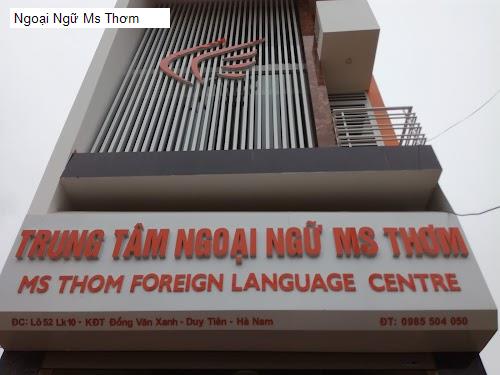 Ngoại Ngữ Ms Thơm
TRUNG TÂM NGOẠI NGỮ MS THƠM
MS THOM FOREIGN LANGUAGE CENTRE
ĐC: Lô 52 Lk10 - KĐT Đồng Văn Xanh - Duy Tiên - Hà Nam ĐT: 0985 504 050